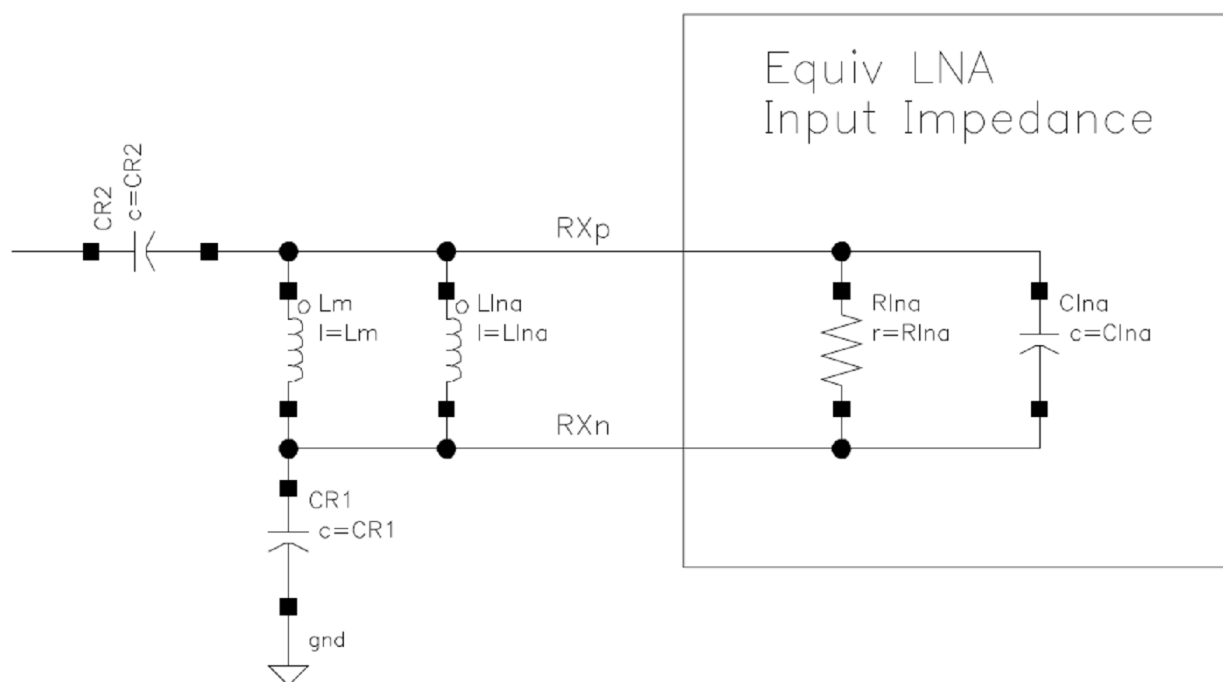 Equiv LNA
Input Impedance
CR2
c=CR2
RXp
Lm
l=Lm
Llna
l=Llna
Rlna
r=Rlna
Clna
c=Clna
RXn
CR1
c=CR1
gnd